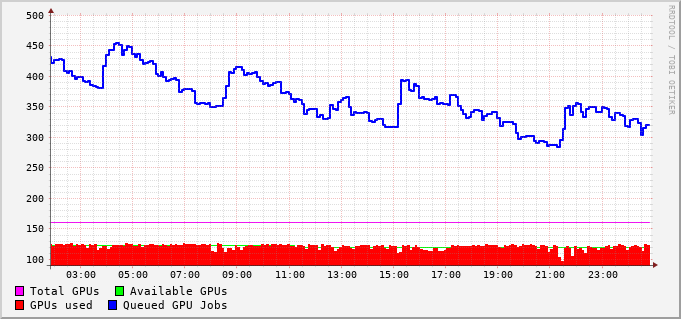 500
450
400
350
300
250
200
150
100
03:00 05:00 07:00 09:00 11:00 13:00 15:00 17:00 19:00 21:00 23:00
RRDTOOL / TOBI OETIKER
Total GPUs Available GPUs
GPUs used Queued GPU Jobs